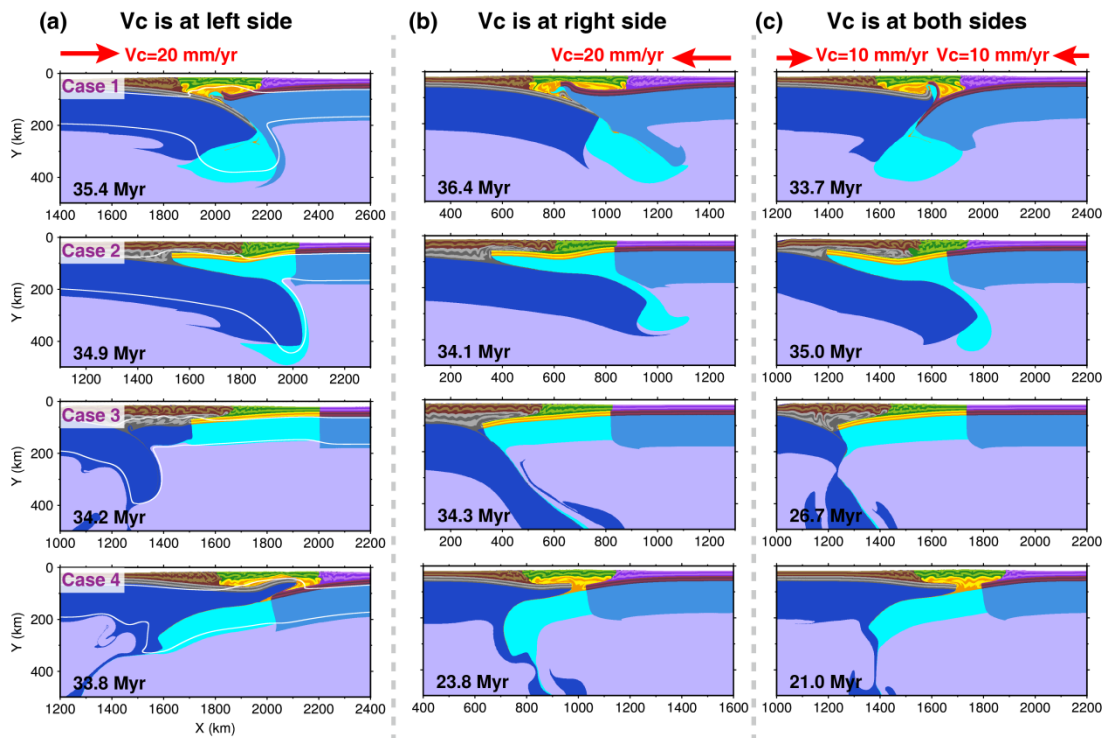 (a) Vc is at left side
(b) Vc is at right side
(c) Vc is at both sides
Vc=20 mm/yr
Vc=20 mm/yr
Vc=10 mm/yr Vc=10 mm/yr
Case 1
Y (km)
0
200
400
35.4 Myr
1400 1600 1800 2000 2200 2400 2600
36.4 Myr
400 600 800 1000 1200 1400
33.7 Myr
1400 1600 1800 2000 2200 2400
Case 2
Y (km)
0
200
400
34.9 Myr
1200 1400 1600 1800 2000 2200
34.1 Myr
200 400 600 800 1000 1200
35.0 Myr
1000 1200 1400 1600 1800 2000 2200
Case 3
Y (km)
0
200
400
34.2 Myr
1000 1200 1400 1600 1800 2000 2200
34.3 Myr
200 400 600 800 1000 1200
26.7 Myr
1000 1200 1400 1600 1800 2000 2200
Case 4
Y (km)
0
200
400
33.8 Myr
1200 1400 1600 1800 2000 2200 2400
X (km)
23.8 Myr
400 600 800 1000 1200 1400 1600
21.0 Myr
1000 1200 1400 1600 1800 2000 2200